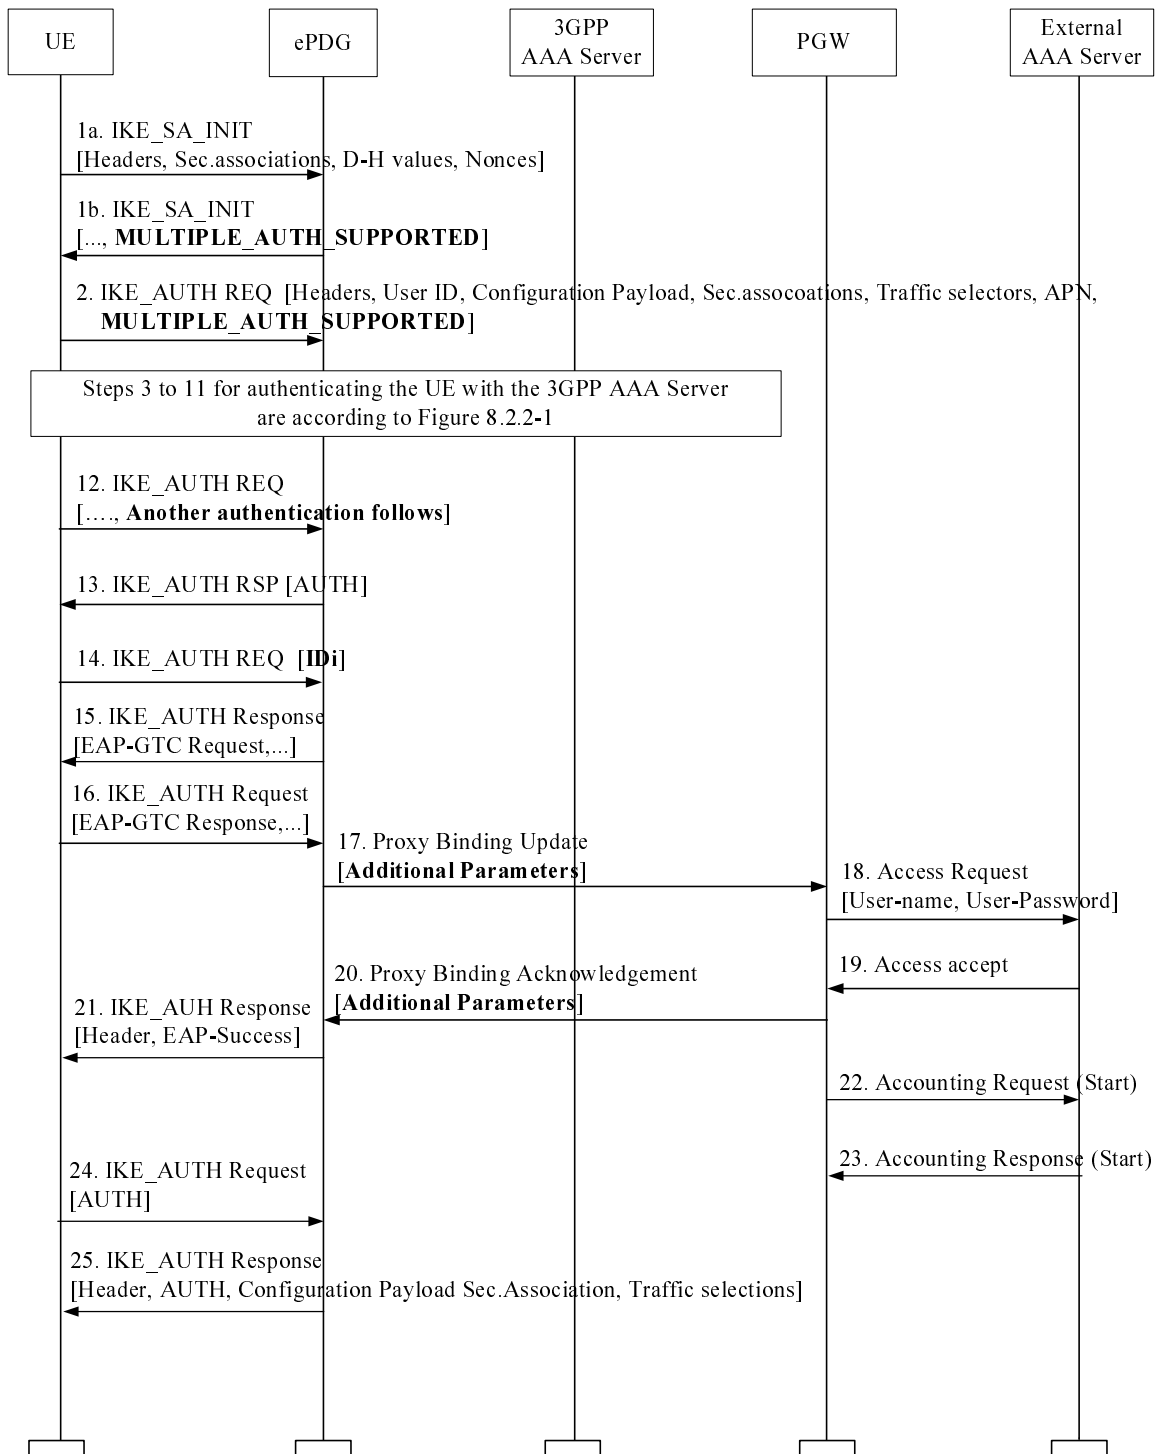 UE
ePDG
3GPP
AAA Server
PGW
External
AAA Server
1a. IKE_SA_INIT
[Headers, Sec.associations, D-H values, Nonces]
1b. IKE_SA_INIT
[..., MULTIPLE_AUTH_SUPPORTED]
2. IKE_AUTH REQ [Headers, User ID, Configuration Payload, Sec.assocoations, Traffic selectors, APN,
MULTIPLE_AUTH_SUPPORTED]
Steps 3 to 11 for authenticating the UE with the 3GPP AAA Server
are according to Figure 8.2.2-1
12. IKE_AUTH REQ
[...., Another authentication follows]
13. IKE_AUTH RSP [AUTH]
14. IKE_AUTH REQ [IDi]
15. IKE_AUTH Response
[EAP-GTC Request,...]
16. IKE_AUTH Request
[EAP-GTC Response,...]
17. Proxy Binding Update
[Additional Parameters]
18. Access Request
[User-name, User-Password]
19. Access accept
20. Proxy Binding Acknowledgement
[Additional Parameters]
21. IKE_AUH Response
[Header, EAP-Success]
22. Accounting Request (Start)
23. Accounting Response (Start)
24. IKE_AUTH Request
[AUTH]
25. IKE_AUTH Response
[Header, AUTH, Configuration Payload Sec.Association, Traffic selections]